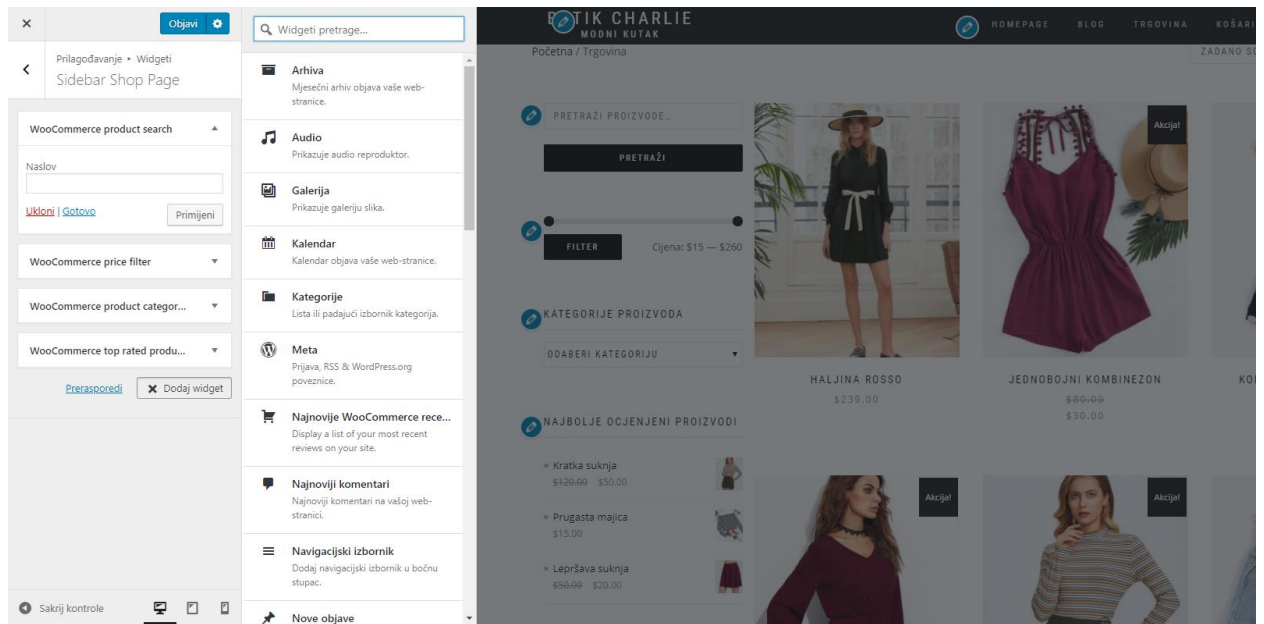 Objavi
Prilagođavanje ▸ Widgeti
Sidebar Shop Page
WooCommerce product search
Naslov
Ukloni | Gotovo
Primijeni
WooCommerce price filter
WooCommerce product categor...
WooCommerce top rated produ...
Prerasporedi
Dodaj widget
Sakrij kontrole
Widgeti pretrage...
Arhiva
Mjesečni arhiv objava vaše web-
stranice.
Audio
Prikazuje audio reproduktor.
Galerija
Prikazuje galeriju slika.
Kalendar
Kalendar objava vaše web-stranice.
Kategorije
Lista ili padajući izbornik kategorija.
Meta
Prijava, RSS & WordPress.org
poveznice.
Najnovije WooCommerce rece...
Display a list of your most recent
reviews on your site.
Najnoviji komentari
Najnoviji komentari na vašoj web-
stranici.
Navigacijski izbornik
Dodaj navigacijski izbornik u bočnu
stupac.
Nove objave
CHARLIE
MODNI KUTAK
HOMEPAGE BLOG TRGOVINA
Početna / Trgovina
ZADANO
PRETRAŽI PROIZVODE...
PRETRAŽI
FILTER
Cijena: $15 — $260
KATEGORIJE PROIZVODA
ODABERI KATEGORIJU
NAJBOLJE OCJENJENI PROIZVODI
» Kratka suknja
$120.00 $50.00
» Prugasta majica
$15.00
» Lepršava suknja
$50.00 $20.00
HALJINA ROSSO
$239.00
Akcija!
JEDNOBOJNI KOMBINEZON
$80.00
$30.00
Akcija!
Akcija!